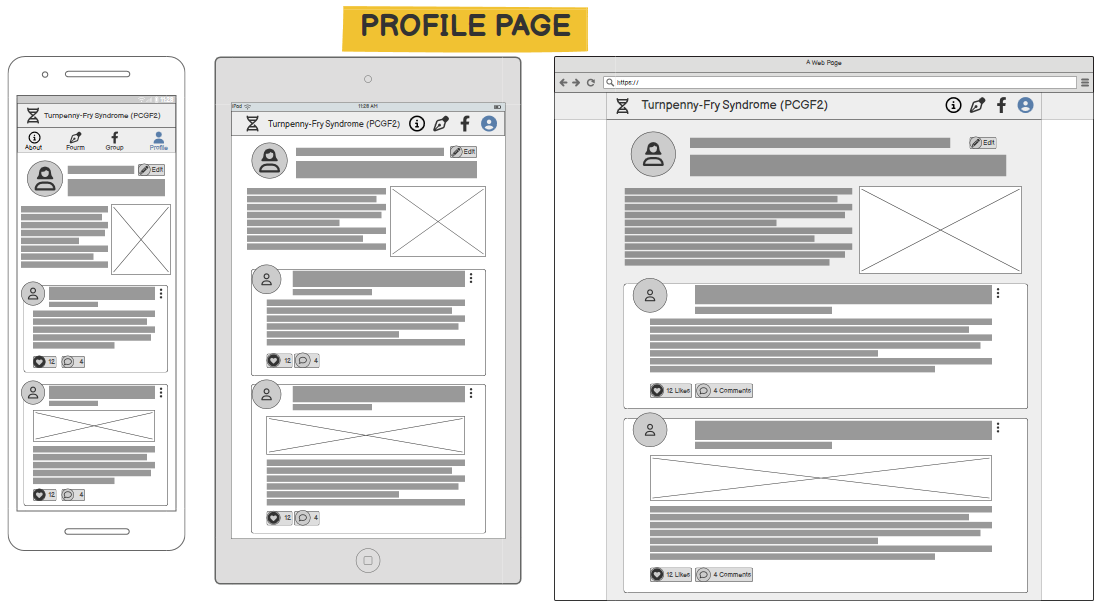 PROFILE PAGE
11:28
Turnpenny-Fry Syndrome (PCGF2)
About Fourm Group Profile
Edit
12 4
12 4
iPad 11:28 AM
Turnpenny-Fry Syndrome (PCGF2)
Edit
12 4
12 4
A Web Page
https://
Turnpenny-Fry Syndrome (PCGF2)
Edit
12 Likes 4 Comments
12 Likes 4 Comments